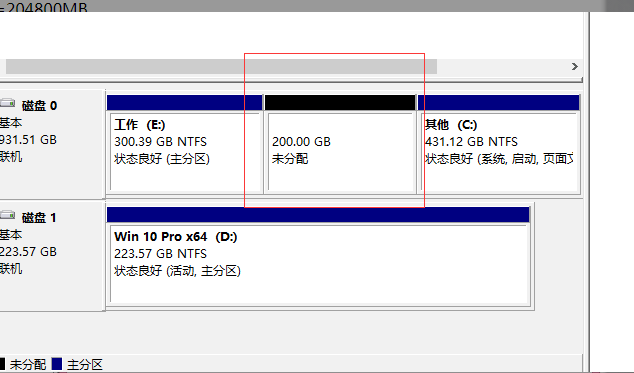 =204800MB
磁盘 0
基本
931.51 GB
联机
工作 (E:)
300.39 GB NTFS
状态良好 (主分区)
200.00 GB
未分配
其他 (C:)
431.12 GB NTFS
状态良好 (系统, 启动, 页面文
磁盘 1
基本
223.57 GB
联机
Win 10 Pro x64 (D:)
223.57 GB NTFS
状态良好 (活动, 主分区)
未分配 主分区